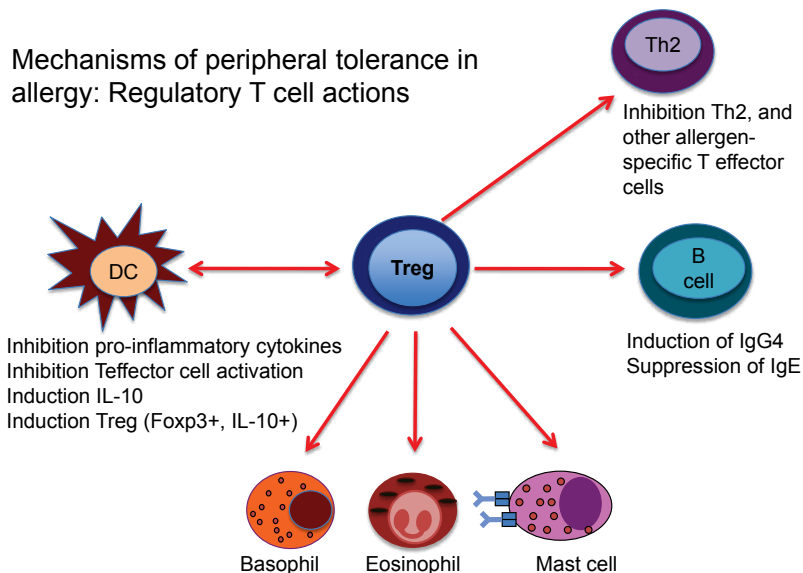 Mechanisms of peripheral tolerance in
allergy: Regulatory T cell actions
Th2
Inhibition Th2, and
other allergen-
specific T effector
cells
DC
Treg
B
cell
Inhibition pro-inflammatory cytokines
Inhibition Teffector cell activation
Induction IL-10
Induction Treg (Foxp3+, IL-10+)
Induction of IgG4
Suppression of IgE
Basophil
Eosinophil
Mast cell